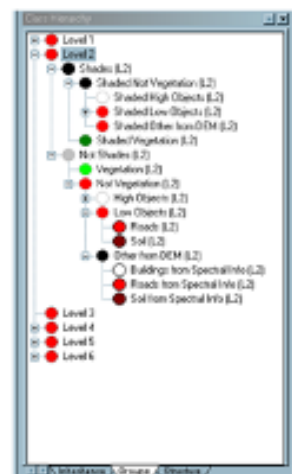 Class Hierarchy
Level 1
Level 2
Shades (L2)
Shaded Not Vegetation (L2)
Shaded High Objects (L2)
Shaded Low Objects (L2)
Shaded Other from DEM (L2)
Shaded Vegetation (L2)
Not Shades (L2)
Vegetation (L2)
Not Vegetation (L2)
High Objects (L2)
Low Objects (L2)
Roads (L2)
Soil (L2)
Other from DEM (L2)
Buildings from Spectral Info (L2)
Roads from Spectral Info (L2)
Soil from Spectral Info (L2)
Level 3
Level 4
Level 5
Level 6
Inheritance Groups Structure